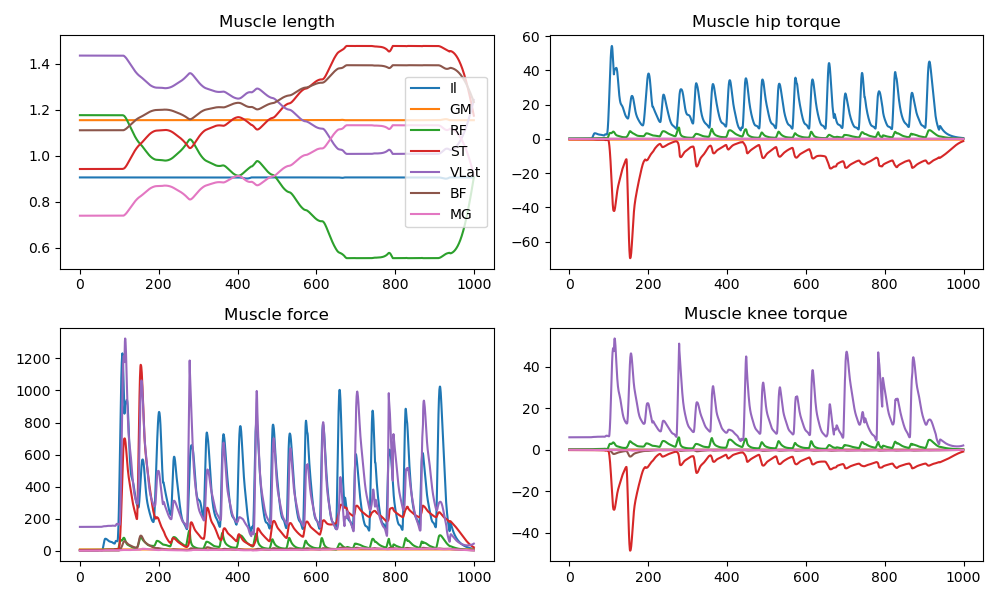 Muscle length
1.4
1.2
1.0
0.8
0.6
0 200 400 600 800 1000
Il
GM
RF
ST
VLat
BF
MG
Muscle hip torque
60
40
20
0
−20
−40
−60
0 200 400 600 800 1000
Muscle force
1200
1000
800
600
400
200
0
0 200 400 600 800 1000
Muscle knee torque
40
20
0
−20
−40
0 200 400 600 800 1000